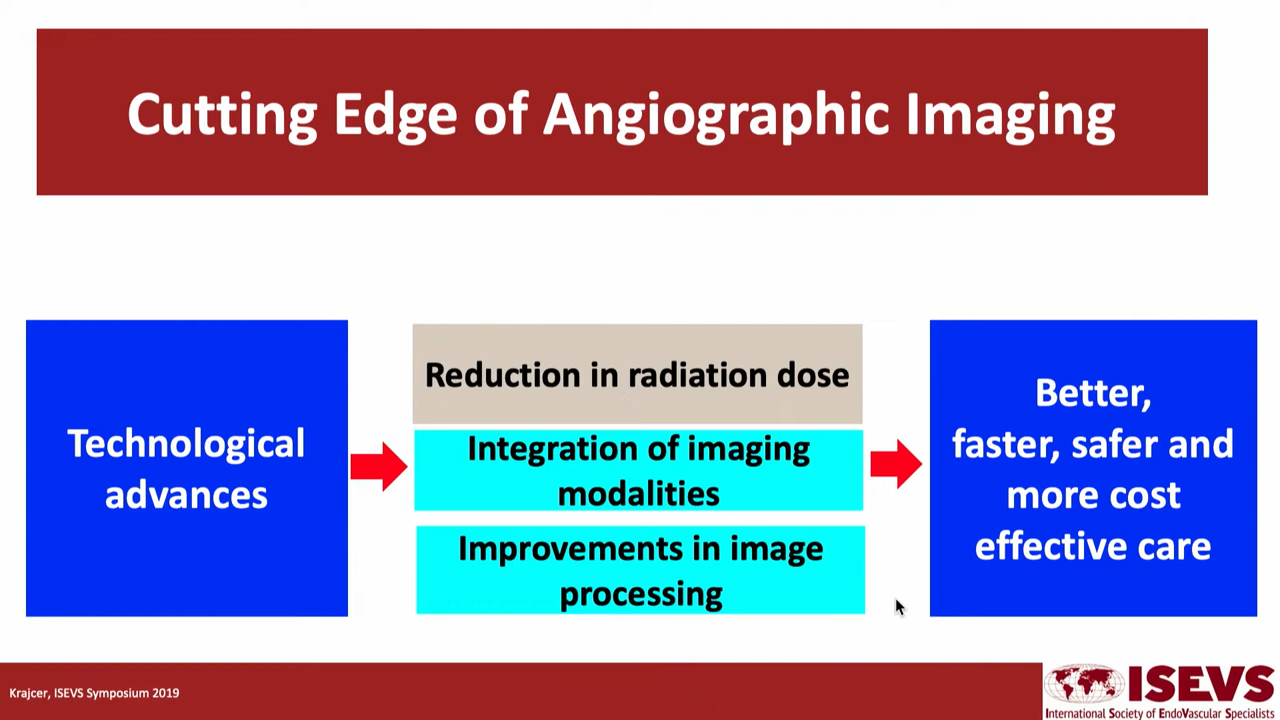 Cutting Edge of Angiographic Imaging
Technological
advances
Reduction in radiation dose
Integration of imaging
modalities
Improvements in image
processing
Better,
faster, safer and
more cost
effective care
Krajcer, ISEVS Symposium 2019
ISEVS
International Society of EndoVascular Specialists